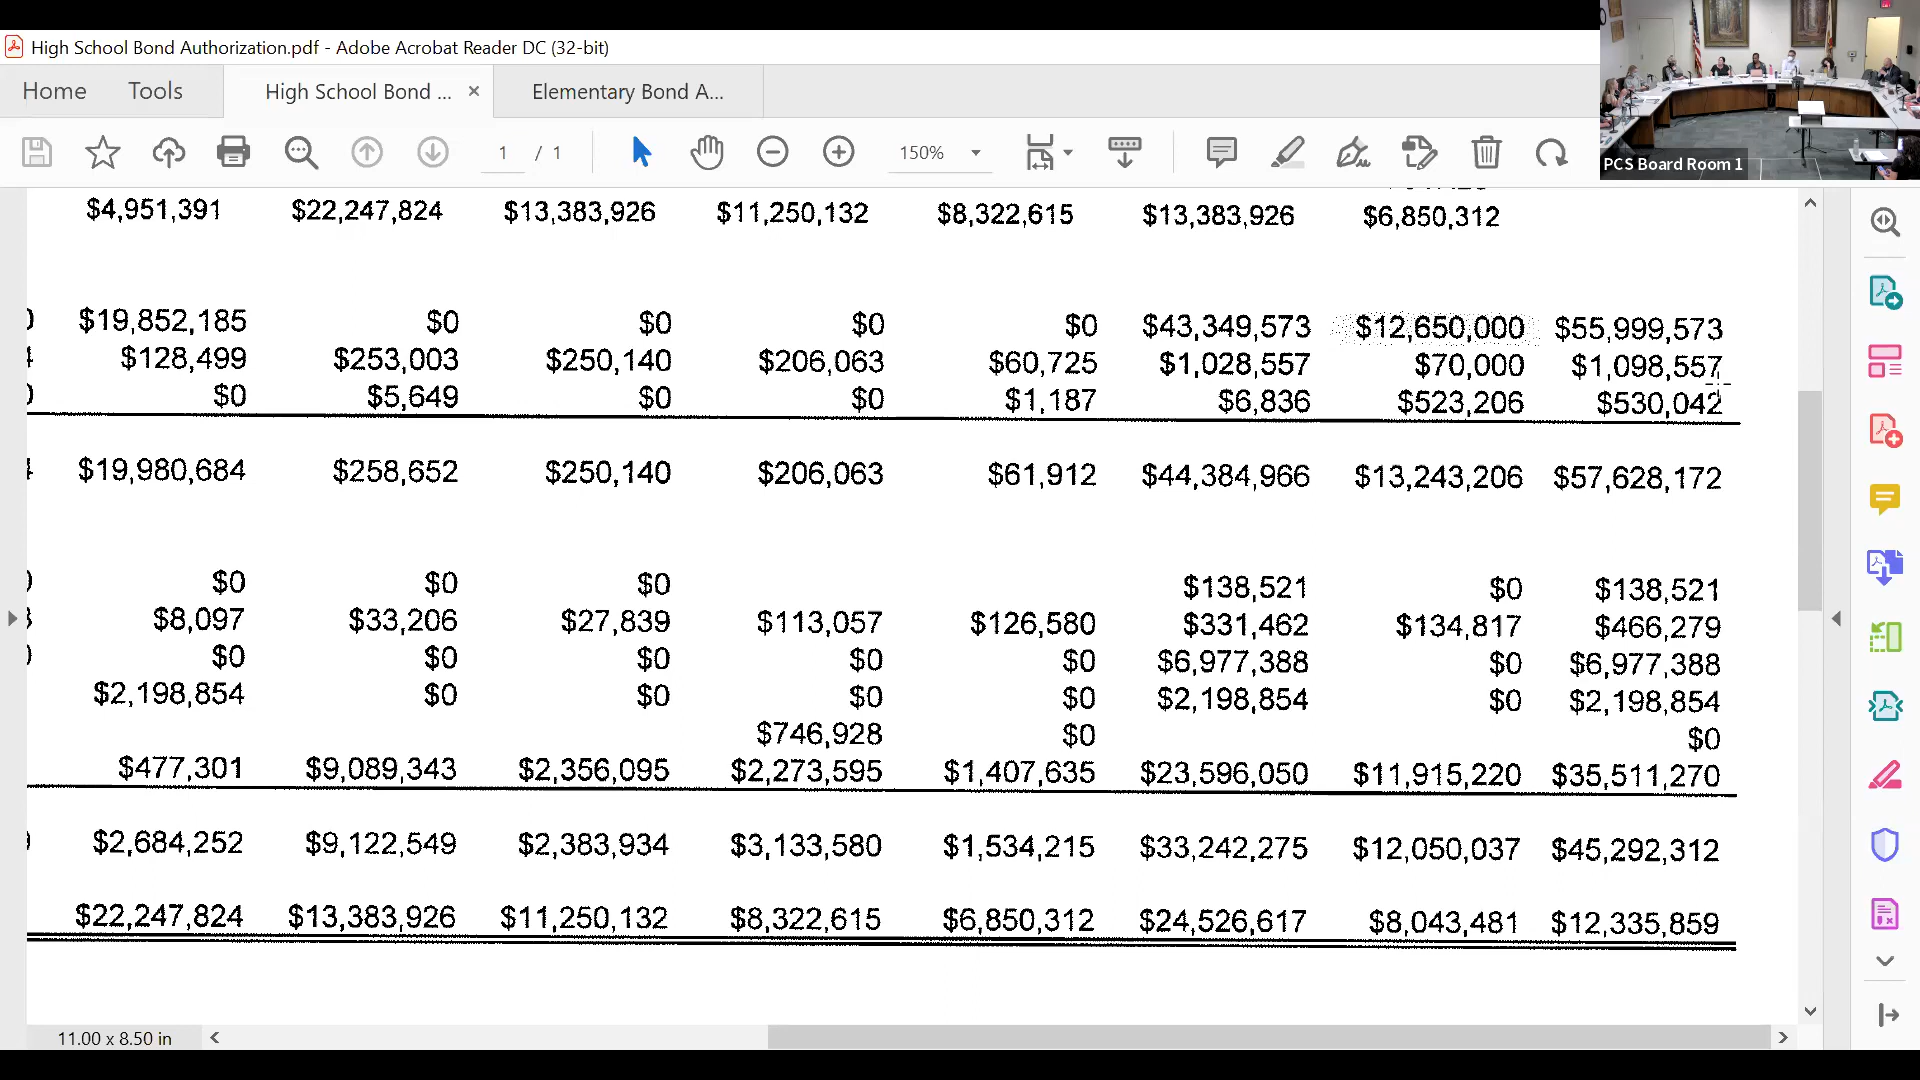 High School Bond Authorization.pdf - Adobe Acrobat Reader DC (32-bit)
Home Tools High School Bond ... × Elementary Bond A...
1 / 1 150%
PCS Board Room 1
$4,951,391 $22,247,824 $13,383,926 $11,250,132 $8,322,615 $13,383,926 $6,850,312
$19,852,185 $0 $0 $0 $0 $43,349,573 $12,650,000 $55,999,573
$128,499 $253,003 $250,140 $206,063 $60,725 $1,028,557 $70,000 $1,098,557
$0 $5,649 $0 $0 $1,187 $6,836 $523,206 $530,042
$19,980,684 $258,652 $250,140 $206,063 $61,912 $44,384,966 $13,243,206 $57,628,172
$0 $0 $0 $138,521 $0 $138,521
$8,097 $33,206 $27,839 $113,057 $126,580 $331,462 $134,817 $466,279
$0 $0 $0 $0 $0 $6,977,388 $0 $6,977,388
$2,198,854 $0 $0 $0 $0 $2,198,854 $0 $2,198,854
$746,928 $0 $0
$477,301 $9,089,343 $2,356,095 $2,273,595 $1,407,635 $23,596,050 $11,915,220 $35,511,270
$2,684,252 $9,122,549 $2,383,934 $3,133,580 $1,534,215 $33,242,275 $12,050,037 $45,292,312
$22,247,824 $13,383,926 $11,250,132 $8,322,615 $6,850,312 $24,526,617 $8,043,481 $12,335,859
11.00 x 8.50 in